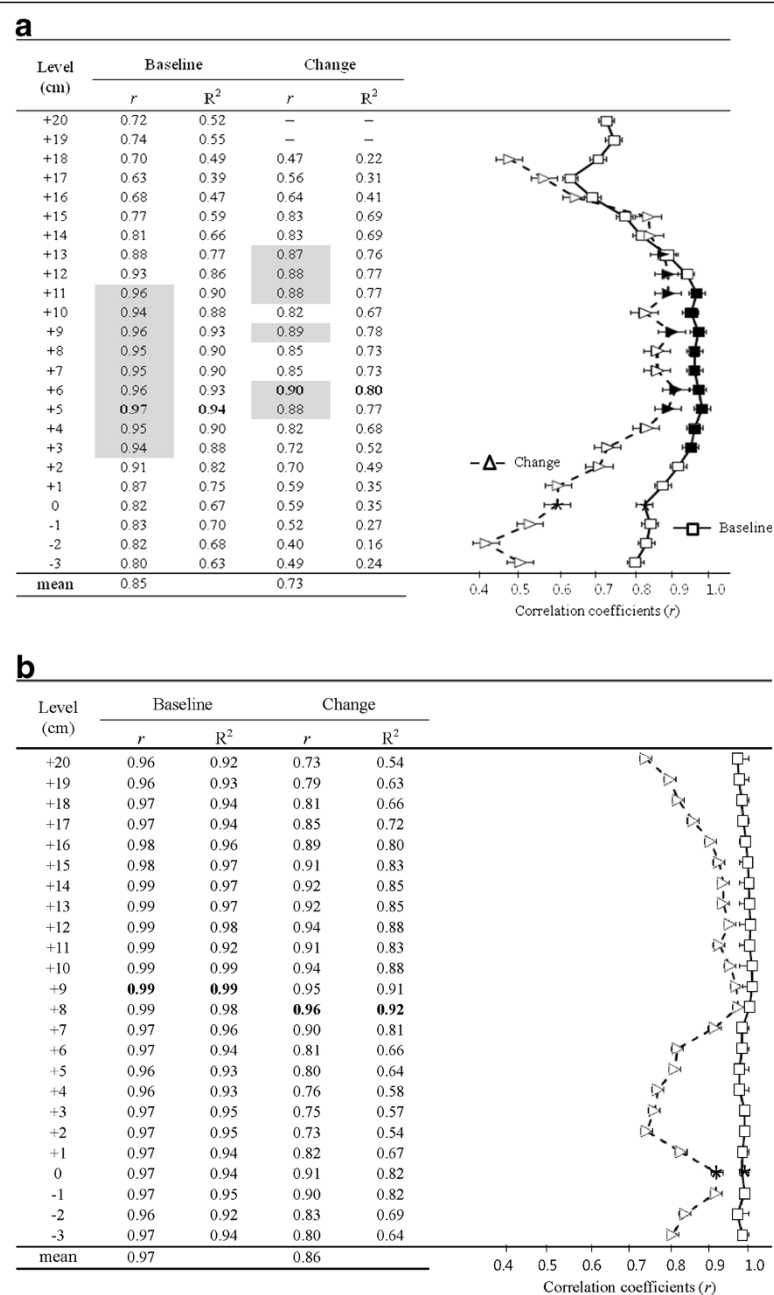 a
Level (cm) Baseline Change
r R² r R²
+20 0.72 0.52 – –
+19 0.74 0.55 – –
+18 0.70 0.49 0.47 0.22
+17 0.63 0.39 0.56 0.31
+16 0.68 0.47 0.64 0.41
+15 0.77 0.59 0.83 0.69
+14 0.81 0.66 0.83 0.69
+13 0.88 0.77 0.87 0.76
+12 0.93 0.86 0.88 0.77
+11 0.96 0.90 0.88 0.77
+10 0.94 0.88 0.82 0.67
+9 0.96 0.93 0.89 0.78
+8 0.95 0.90 0.85 0.73
+7 0.95 0.90 0.85 0.73
+6 0.96 0.93 0.90 0.80
+5 0.97 0.94 0.88 0.77
+4 0.95 0.90 0.82 0.68
+3 0.94 0.88 0.72 0.52
+2 0.91 0.82 0.70 0.49
+1 0.87 0.75 0.59 0.35
0 0.82 0.67 0.59 0.35
-1 0.83 0.70 0.52 0.27
-2 0.82 0.68 0.40 0.16
-3 0.80 0.63 0.49 0.24
mean 0.85 0.73
Change
Baseline
0.4 0.5 0.6 0.7 0.8 0.9 1.0
Correlation coefficients (r)
b
Level (cm) Baseline Change
r R² r R²
+20 0.96 0.92 0.73 0.54
+19 0.96 0.93 0.79 0.63
+18 0.97 0.94 0.81 0.66
+17 0.97 0.94 0.85 0.72
+16 0.98 0.96 0.89 0.80
+15 0.98 0.97 0.91 0.83
+14 0.99 0.97 0.92 0.85
+13 0.99 0.97 0.92 0.85
+12 0.99 0.98 0.94 0.88
+11 0.99 0.92 0.91 0.83
+10 0.99 0.99 0.94 0.88
+9 0.99 0.99 0.95 0.91
+8 0.99 0.98 0.96 0.92
+7 0.97 0.96 0.90 0.81
+6 0.97 0.94 0.81 0.66
+5 0.96 0.93 0.80 0.64
+4 0.96 0.93 0.76 0.58
+3 0.97 0.95 0.75 0.57
+2 0.97 0.95 0.73 0.54
+1 0.97 0.94 0.82 0.67
0 0.97 0.94 0.91 0.82
-1 0.97 0.95 0.90 0.82
-2 0.96 0.92 0.83 0.69
-3 0.97 0.94 0.80 0.64
mean 0.97 0.86
0.4 0.5 0.6 0.7 0.8 0.9 1.0
Correlation coefficients (r)